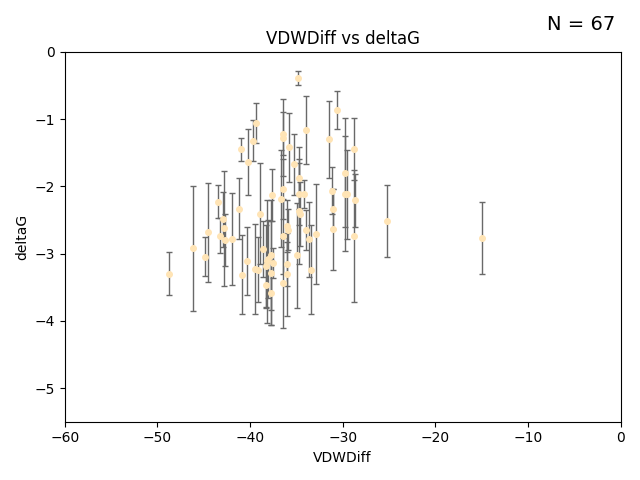 N = 67
VDWDiff vs deltaG
deltaG
0
−1
−2
−3
−4
−5
−60 −50 −40 −30 −20 −10 0
VDWDiff